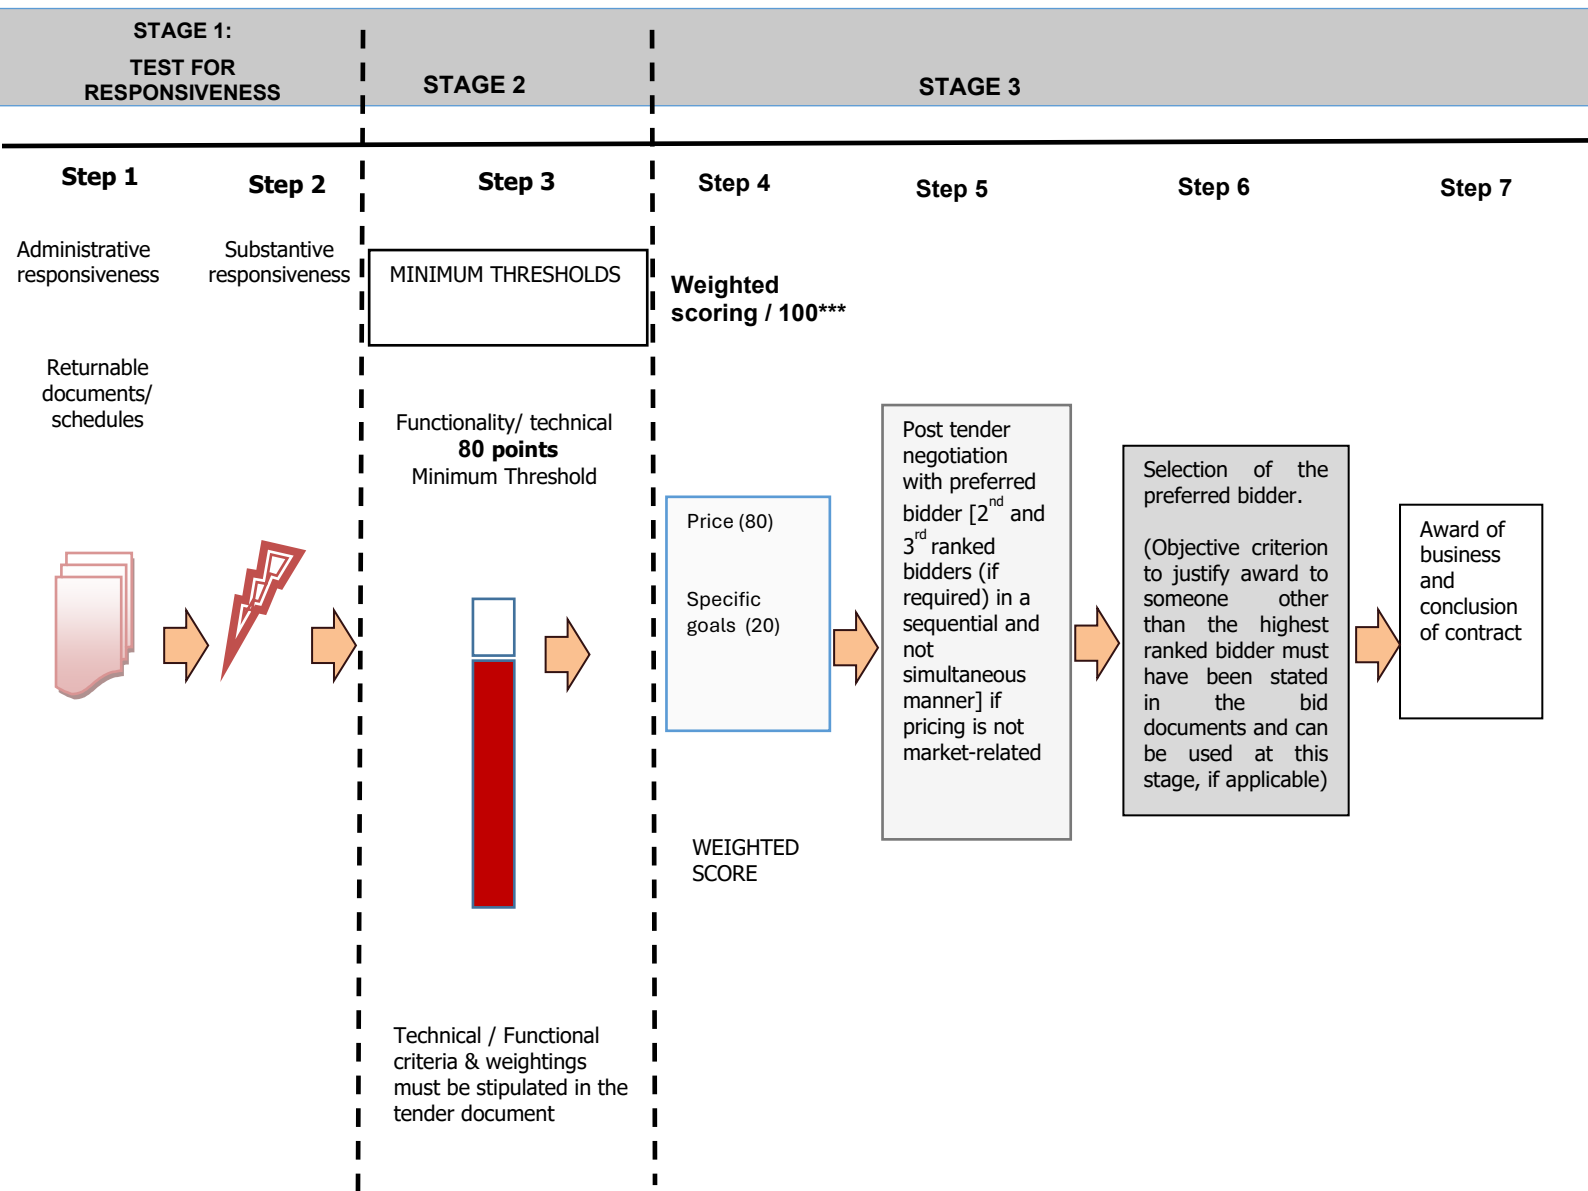 STAGE 1:
TEST FOR
RESPONSIVENESS
STAGE 2
STAGE 3
Step 1
Step 2
Step 3
Step 4
Step 5
Step 6
Step 7
Administrative
responsiveness
Substantive
responsiveness
MINIMUM THRESHOLDS
Weighted
scoring / 100***
Returnable
documents/
schedules
Functionality/ technical
80 points
Minimum Threshold
Technical / Functional
criteria & weightings
must be stipulated in the
tender document
Price (80)
Specific
goals (20)
WEIGHTED
SCORE
Post tender
negotiation
with preferred
bidder [2nd and
3rd ranked
bidders (if
required) in a
sequential and
not
simultaneous
manner] if
pricing is not
market-related
Selection of the
preferred bidder.
(Objective criterion
to justify award to
someone other
than the highest
ranked bidder must
have been stated
in the bid
documents and can
be used at this
stage, if applicable)
Award of
business
and
conclusion
of contract